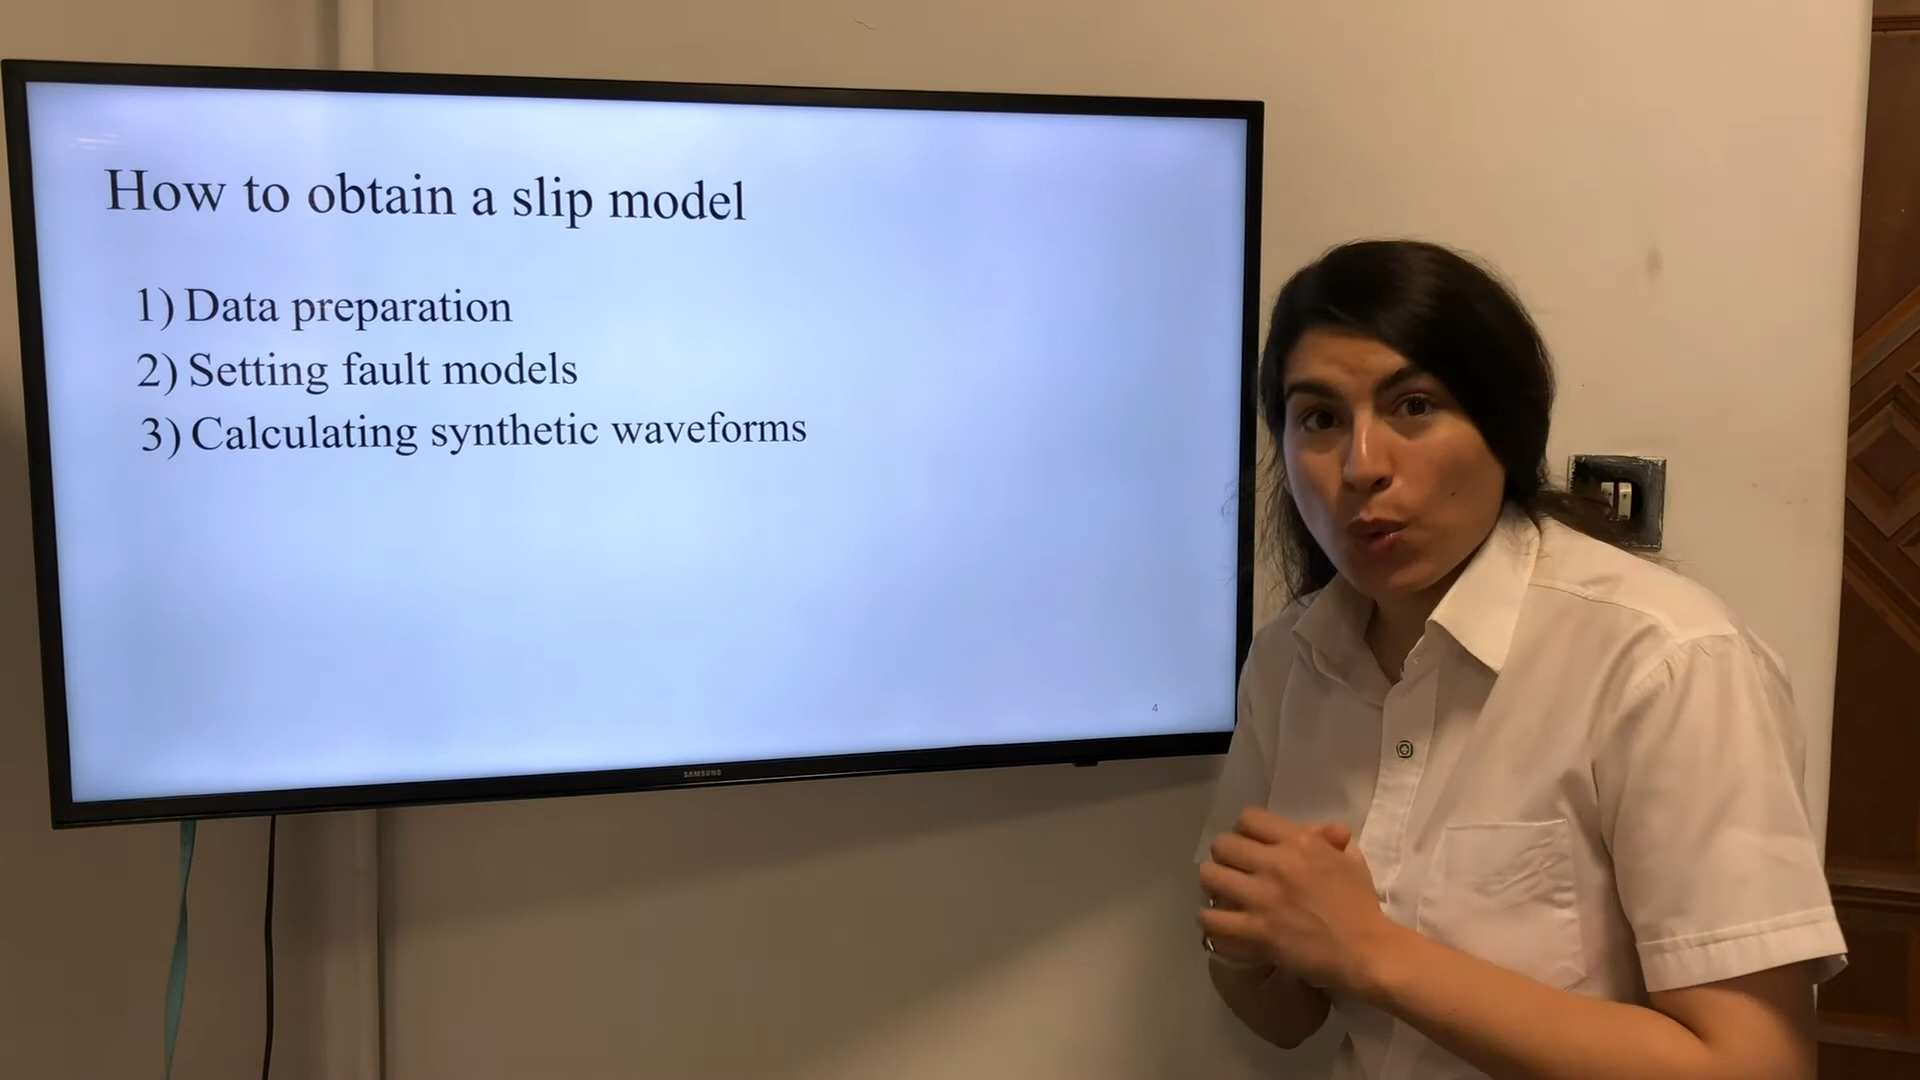 How to obtain a slip model
1) Data preparation
2) Setting fault models
3) Calculating synthetic waveforms
4
SAMSUNG